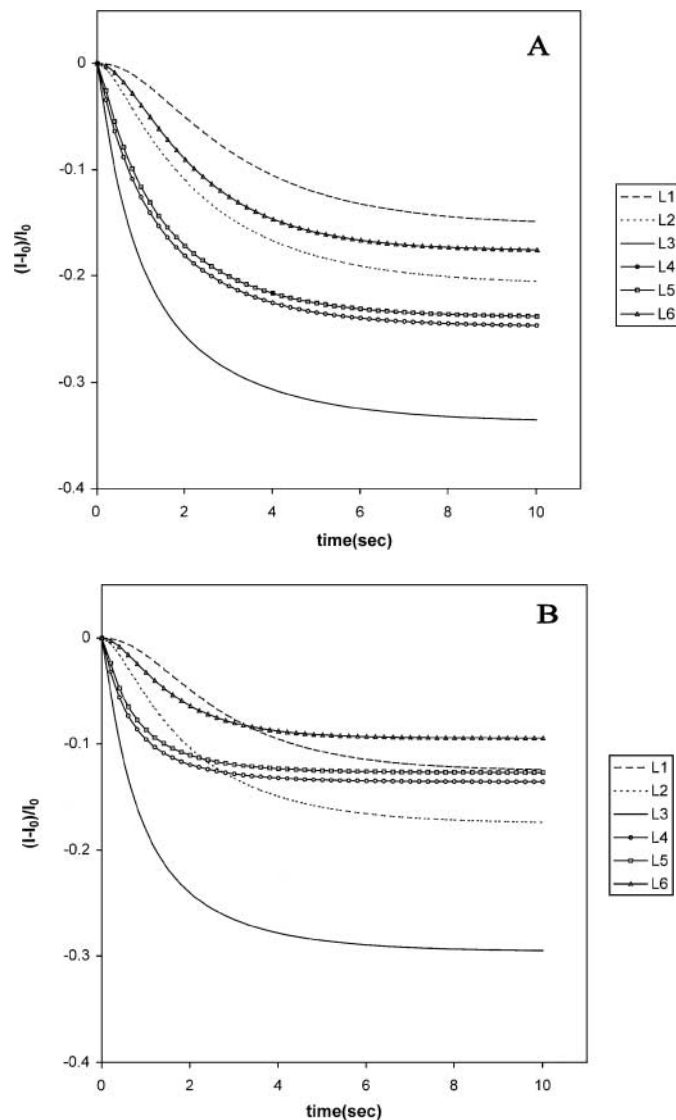 A
0
-0.1
-0.2
-0.3
-0.4
(I-I₀)/I₀
0 2 4 6 8 10
time(sec)
L1
L2
L3
L4
L5
L6
B
0
-0.1
-0.2
-0.3
-0.4
(I-I₀)/I₀
0 2 4 6 8 10
time(sec)
L1
L2
L3
L4
L5
L6